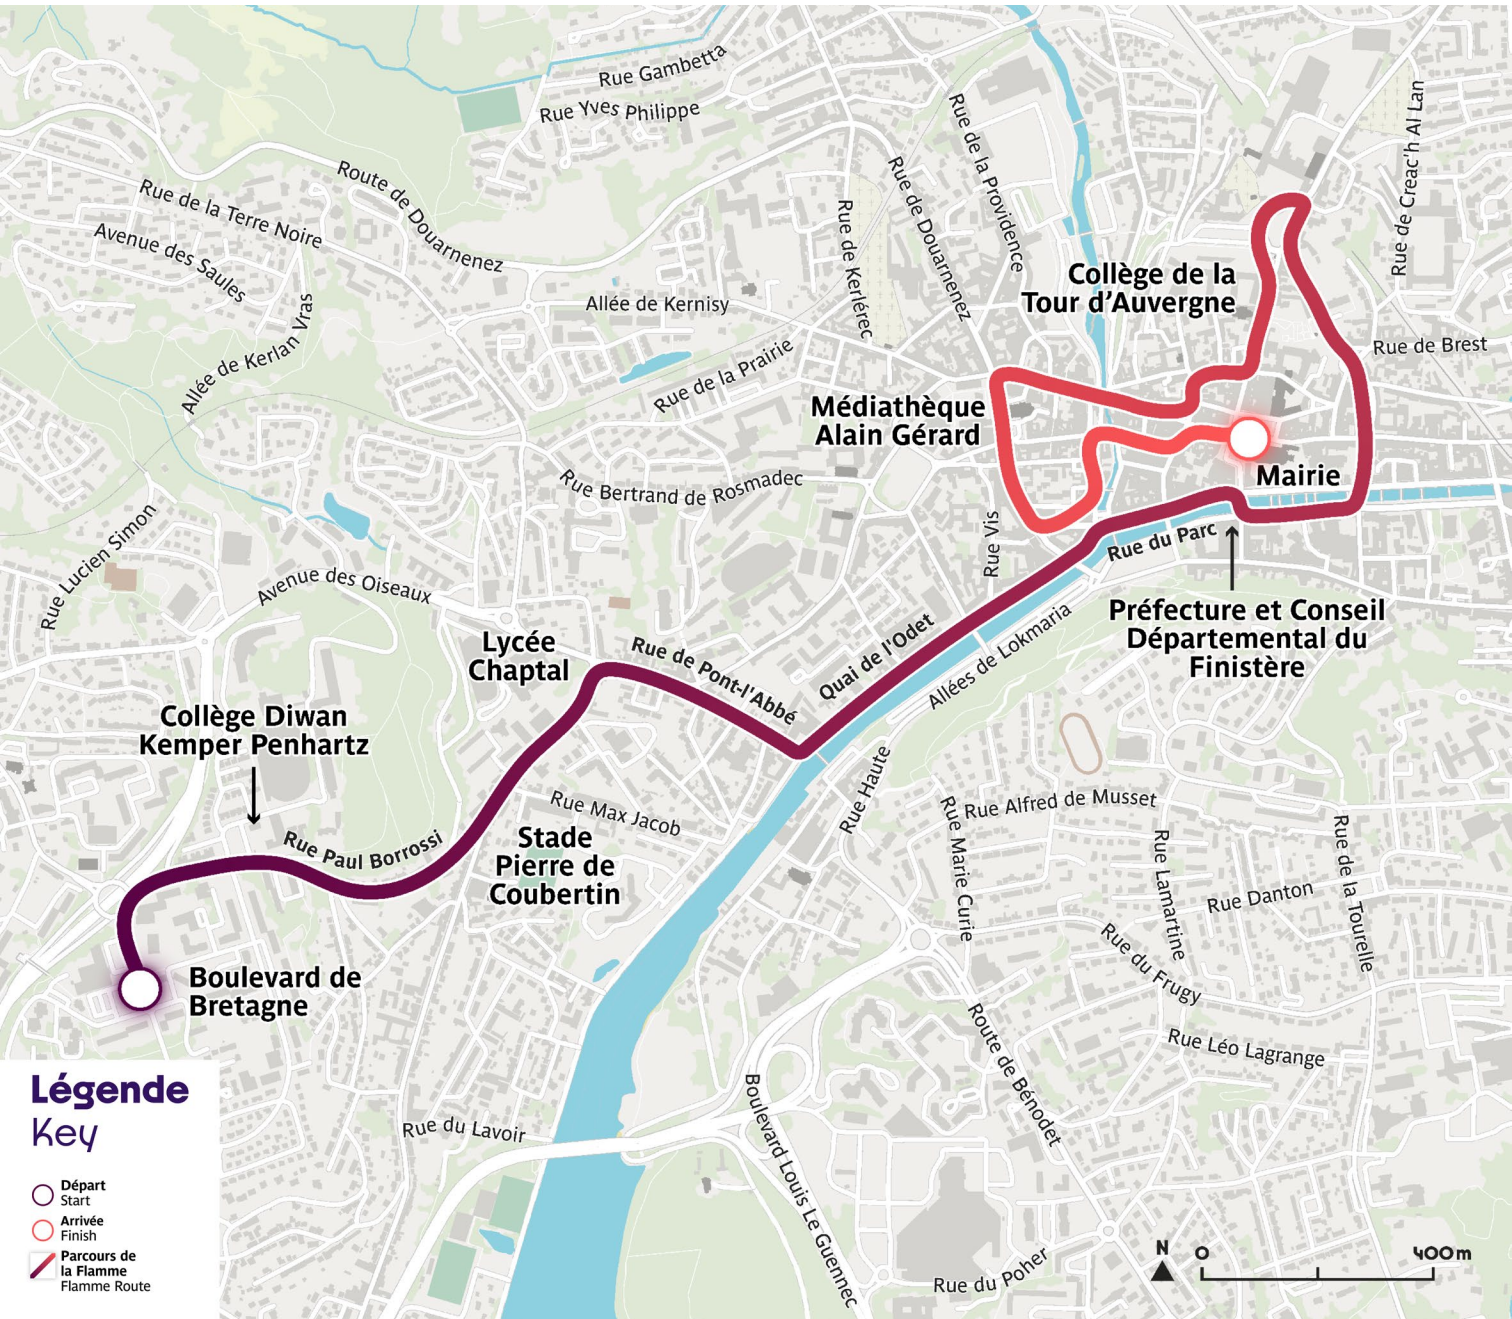 Rue Gambetta
Rue Yves Philippe
Rue de la Providence
Rue de Creac'h Al Lan
Route de Douarnenez
Rue de la Terre Noire
Avenue des Saules
Rue de Kerlérec
Rue de Douarnenez
Collège de la
Tour d'Auvergne
Allée de Kernisy
Allée de Kerlan Vras
Rue de la Prairie
Rue de Brest
Médiathèque
Alain Gérard
Mairie
Rue Bertrand de Rosmadec
Rue Vis
Rue du Parc
Rue Lucien Simon
Avenue des Oiseaux
Préfecture et Conseil
Départemental du
Finistère
Lycée
Chaptal
Rue de Pont-l'Abbé
Quai de l'Odet
Allées de Lokmaria
Collège Diwan
Kemper Penhartz
Rue Haute
Rue Max Jacob
Rue Alfred de Musset
Rue Marie Curie
Rue Lamartine
Rue de la Tourelle
Rue Paul Borrossi
Stade
Pierre de
Coubertin
Rue Danton
Rue du Frugy
Boulevard de
Bretagne
Route de Bénodet
Rue Léo Lagrange
Boulevard Louis Le Guennec
Rue du Lavoir
Rue du Poher
Légende
Key
Départ
Start
Arrivée
Finish
Parcours de
la Flamme
Flamme Route
N
0 400m